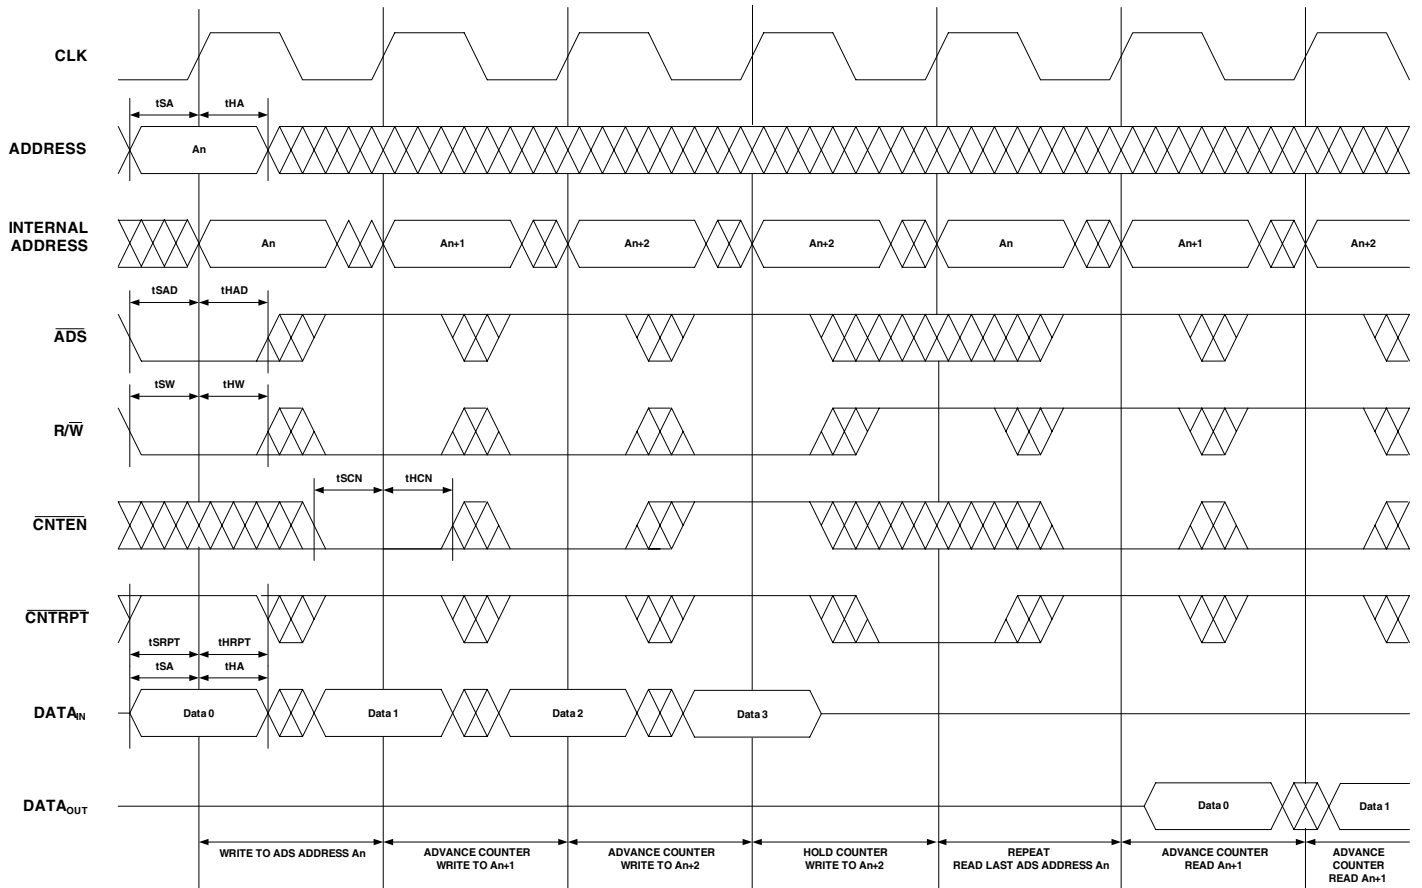 CLK
tSA
tHA
ADDRESS
An
INTERNAL
ADDRESS
An
An+1
An+2
An+2
An
An+1
An+2
tSAD
tHAD
ADS
tSW
tHW
R/W
tSCN
tHCN
CNTEN
CNTRPT
tSRPT
tHRPT
tSA
tHA
DATAIN
Data 0
Data 1
Data 2
Data 3
DATAOUT
Data 0
Data 1
WRITE TO ADS ADDRESS An
ADVANCE COUNTER
WRITE TO An+1
ADVANCE COUNTER
WRITE TO An+2
HOLD COUNTER
WRITE TO An+2
REPEAT
READ LAST ADS ADDRESS An
ADVANCE COUNTER
READ An+1
ADVANCE
COUNTER
READ An+1